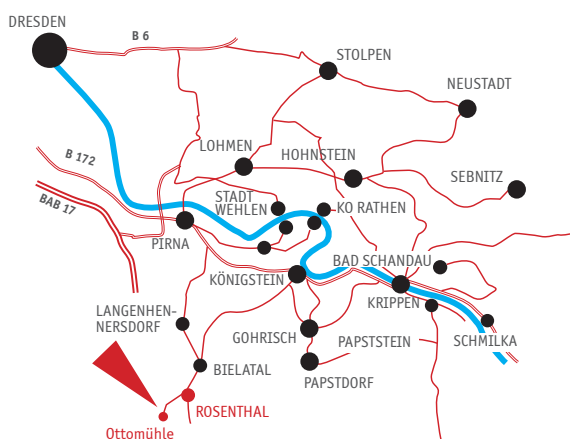 DRESDEN
B 6
STOLPEN
NEUSTADT
B 172
LOHMEN
HOHNSTEIN
SEBNITZ
BAB 17
STADT
WEHLEN
KO RATHEN
PIRNA
BAD SCHANDAU
KÖNIGSTEIN
KRIPPEN
LANGENHEN-
NERSDORF
GOHRISCH
PAPSTSTEIN
SCHMILKA
BIELATAL
PAPSTDORF
ROSENTHAL
Ottomühle